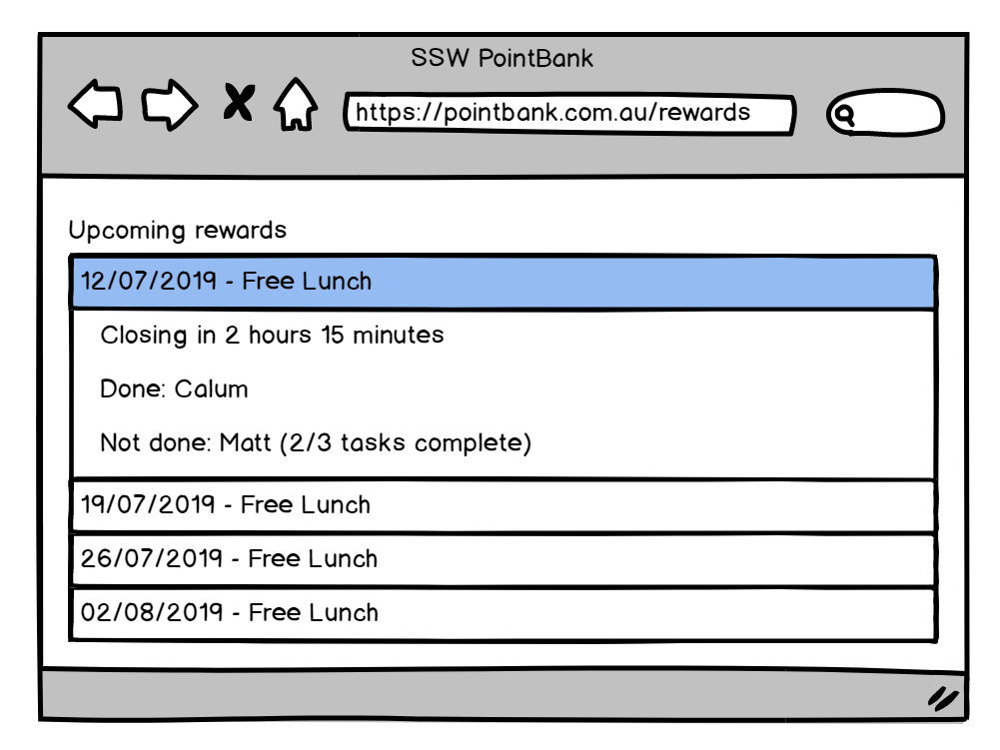 SSW PointBank
https://pointbank.com.au/rewards
Upcoming rewards
12/07/2019 - Free Lunch
Closing in 2 hours 15 minutes
Done: Calum
Not done: Matt (2/3 tasks complete)
19/07/2019 - Free Lunch
26/07/2019 - Free Lunch
02/08/2019 - Free Lunch